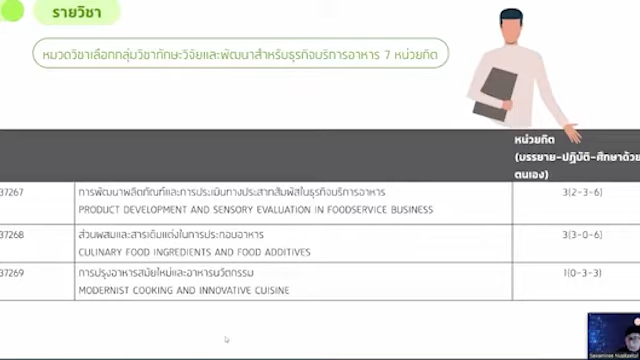 รายวิชา
หมวดวิชาเลือกกลุ่มวิชาทักษะวิจัยและพัฒนาสำหรับธุรกิจบริการอาหาร 7 หน่วยกิต
หน่วยกิต
(บรรยาย-ปฏิบัติ-ศึกษาด้วย
ตนเอง)
37267 การพัฒนาผลิตภัณฑ์และการประเมินทางประสาทสัมผัสในธุรกิจบริการอาหาร 3(2-3-6)
PRODUCT DEVELOPMENT AND SENSORY EVALUATION IN FOODSERVICE BUSINESS
37268 ส่วนผสมและสารเติมแต่งในการประกอบอาหาร 3(3-0-6)
CULINARY FOOD INGREDIENTS AND FOOD ADDITIVES
37269 การปรุงอาหารสมัยใหม่และอาหารนวัตกรรม 1(0-3-3)
MODERNIST COOKING AND INNOVATIVE CUISINE